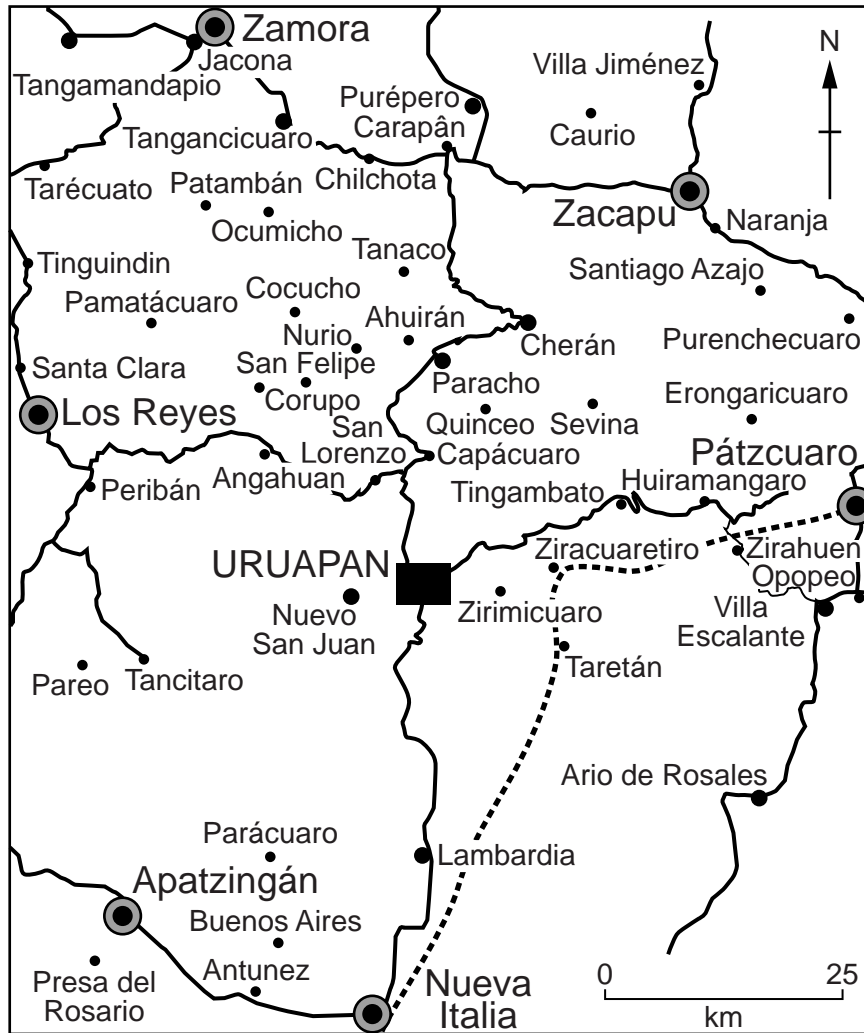 Zamora
Jacona
Tangamandapio
Tangancicuaro
Purépero
Carapân
Villa Jiménez
Caurio
N
Tarécuato
Patambán
Chilchota
Ocumicho
Zacapu
Naranja
Tanaco
Tinguindin
Santiago Azajo
Pamatácuaro
Cocucho
Nurio
Ahuirán
Cherán
Purenchecuaro
Santa Clara
San Felipe
Corupo
Paracho
Erongaricuaro
Los Reyes
Quinceo
Sevina
San
Lorenzo
Capácuaro
Pátzcuaro
Angahuan
Peribán
Tingambato
Huiramangaro
URUAPAN
Ziracuaretiro
Zirahuen
Opopeo
Nuevo
San Juan
Zirimicuaro
Villa
Escalante
Taretán
Pareo
Tancitaro
Ario de Rosales
Parácuaro
Lambardia
Apatzingán
Buenos Aires
Presa del
Rosario
Antunez
Nueva
Italia
0 25
km